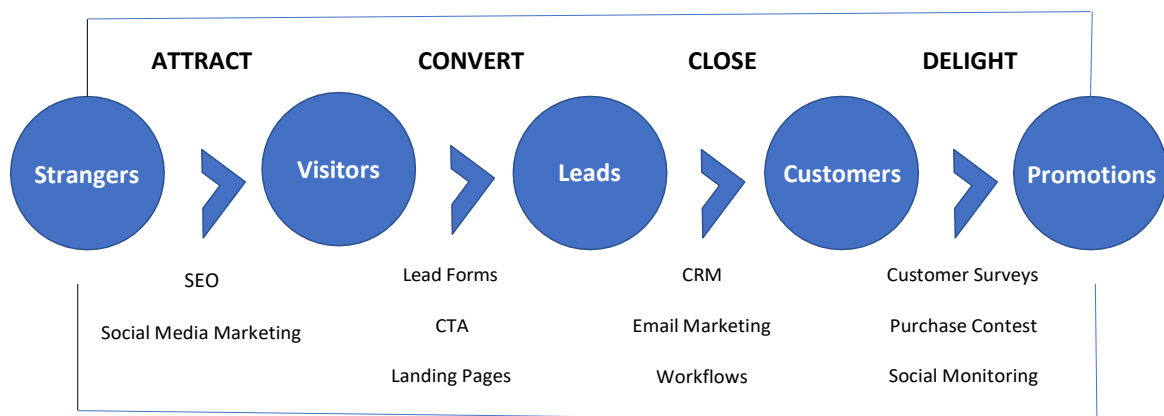 ATTRACT
CONVERT
CLOSE
DELIGHT
Strangers
Visitors
Leads
Customers
Promotions
SEO
Social Media Marketing
Lead Forms
CTA
Landing Pages
CRM
Email Marketing
Workflows
Customer Surveys
Purchase Contest
Social Monitoring